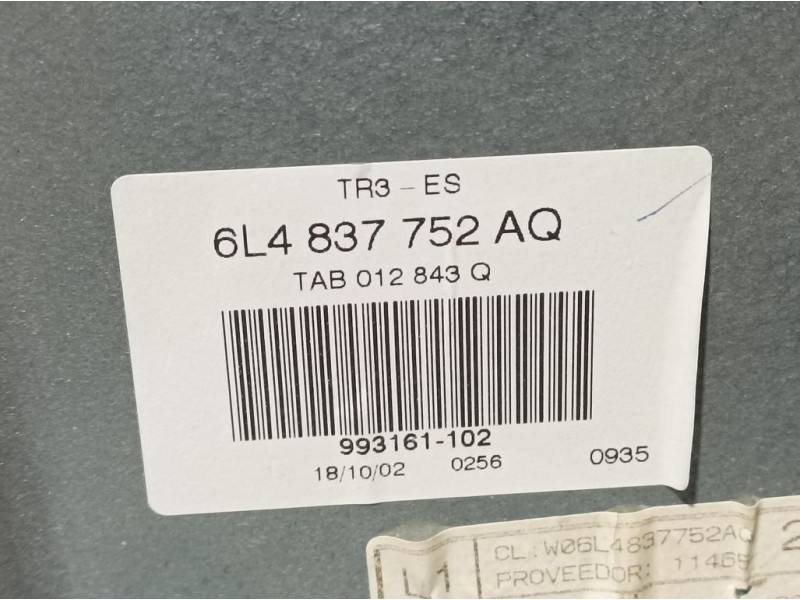 TR3 - ES
6L4 837 752 AQ
TAB 012 843 Q
993161-102
18/10/02 0256 0935
CL:W06L4837752AQ
L1
PROVEEDOR: 11469